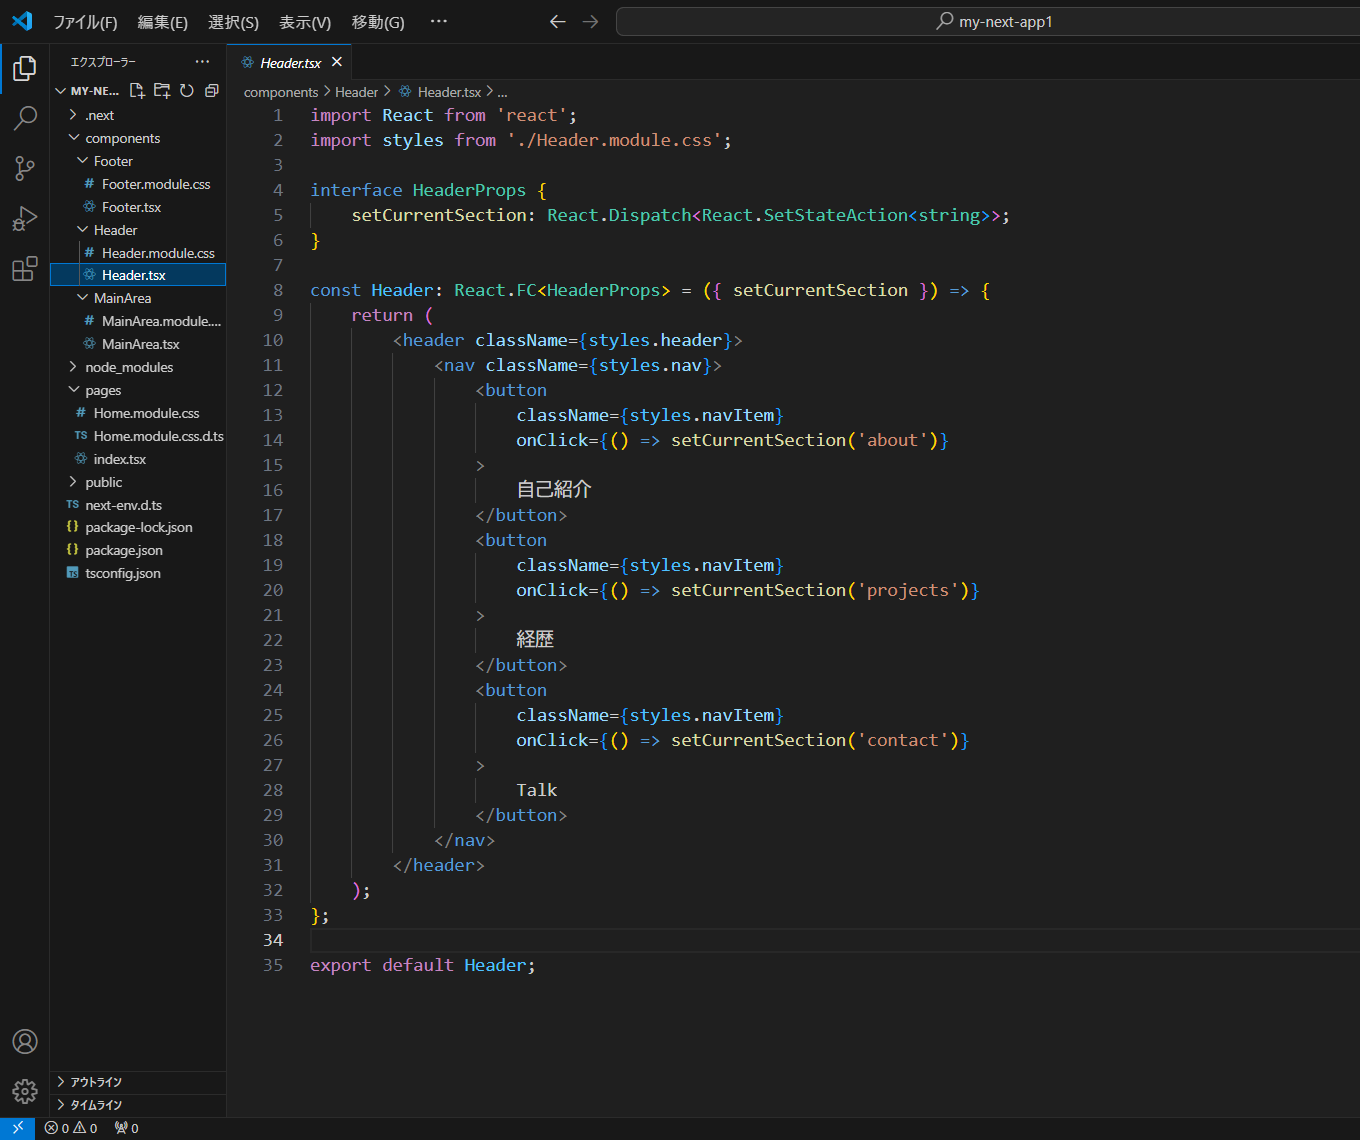 ファイル(F) 編集(E) 選択(S) 表示(V) 移動(G) ··· my-next-app1
エクスプローラー ···
MY-NE...
.next
components
Footer
Footer.module.css
Footer.tsx
Header
Header.module.css
Header.tsx
MainArea
MainArea.module....
MainArea.tsx
node_modules
pages
Home.module.css
TS Home.module.css.d.ts
index.tsx
public
TS next-env.d.ts
{} package-lock.json
{} package.json
TS tsconfig.json
アウトライン
タイムライン
Header.tsx
components > Header > Header.tsx > ...
1 import React from 'react';
2 import styles from './Header.module.css';
3
4 interface HeaderProps {
5     setCurrentSection: React.Dispatch<React.SetStateAction<string>>;
6 }
7
8 const Header: React.FC<HeaderProps> = ({ setCurrentSection }) => {
9     return (
10         <header className={styles.header}>
11             <nav className={styles.nav}>
12                 <button
13                     className={styles.navItem}
14                     onClick={() => setCurrentSection('about')}
15                 >
16                     自己紹介
17                 </button>
18                 <button
19                     className={styles.navItem}
20                     onClick={() => setCurrentSection('projects')}
21                 >
22                     経歴
23                 </button>
24                 <button
25                     className={styles.navItem}
26                     onClick={() => setCurrentSection('contact')}
27                 >
28                     Talk
29                 </button>
30             </nav>
31         </header>
32     );
33 };
34
35 export default Header;
0 0 0